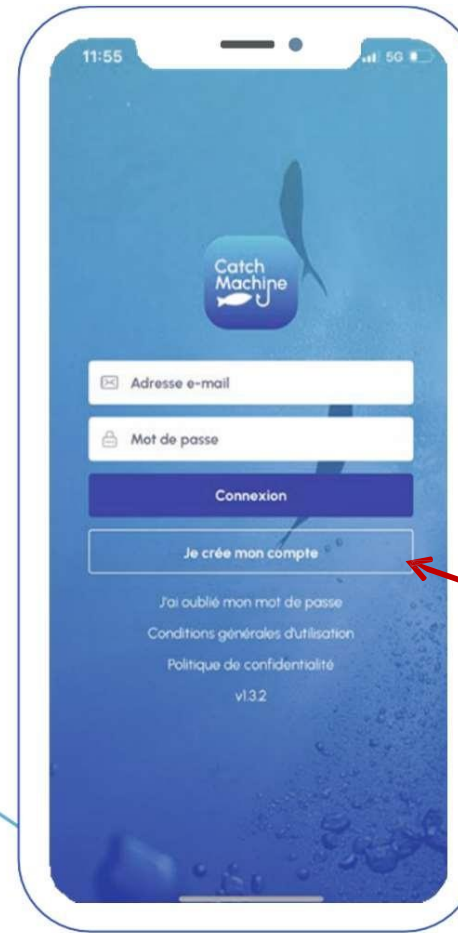 11:55
5G
Catch
Machine
Adresse e-mail
Mot de passe
Connexion
Je crée mon compte
J'ai oublié mon mot de passe
Conditions générales d'utilisation
Politique de confidentialité
v1.3.2